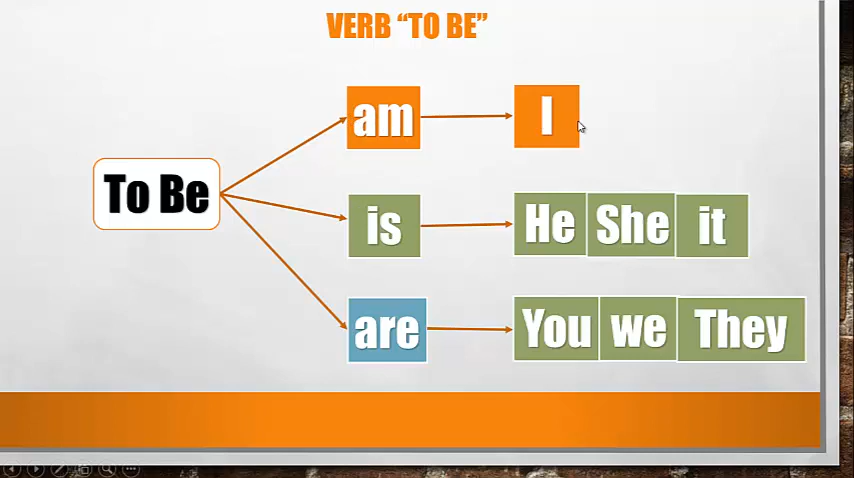 VERB “TO BE”
am I
To Be
is He She it
are You we They